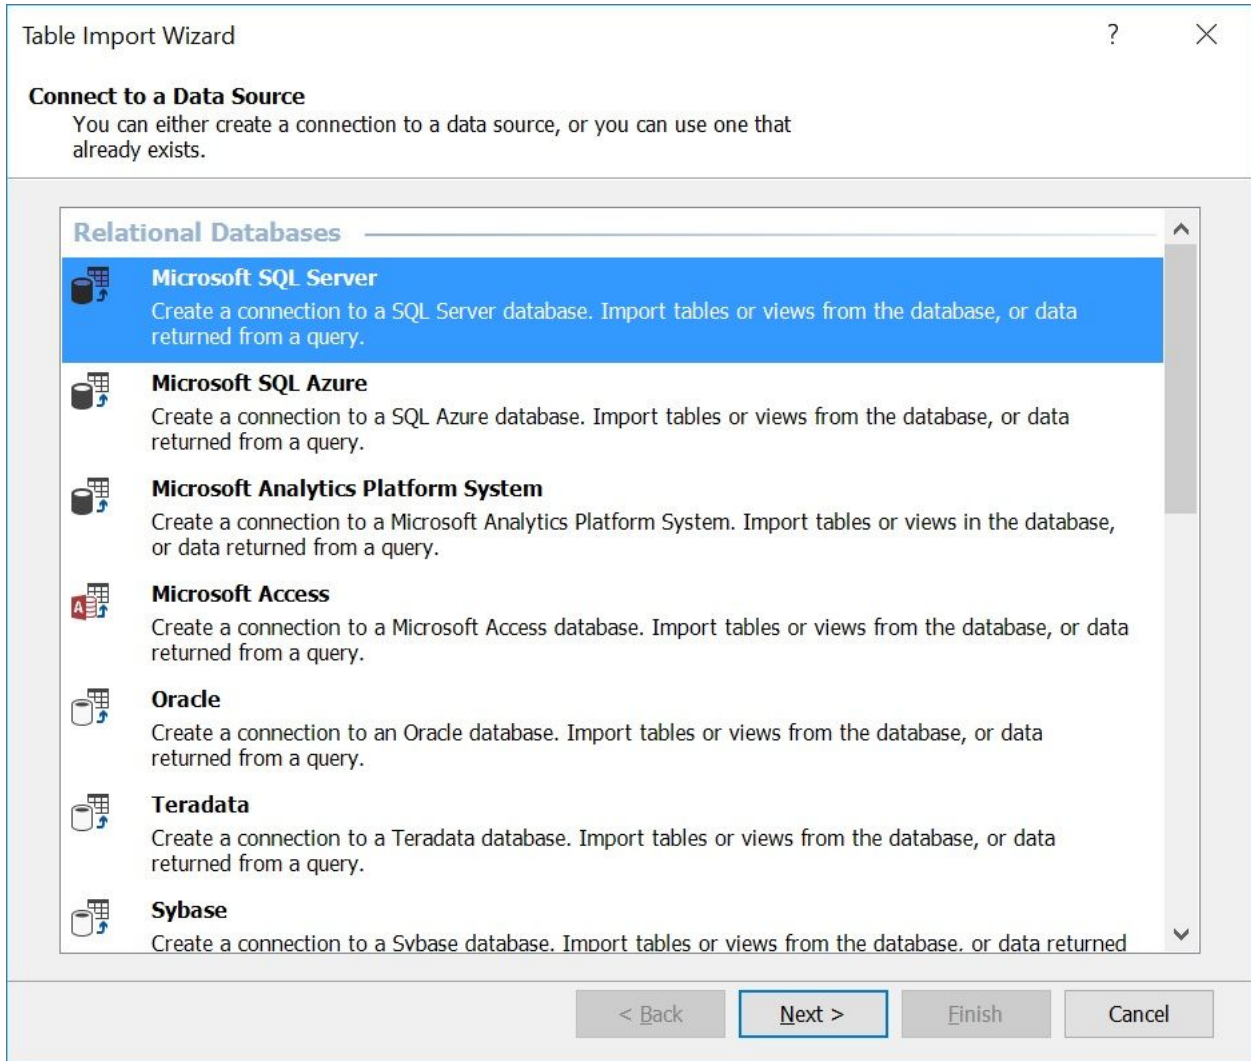 Table Import Wizard
?
Connect to a Data Source
You can either create a connection to a data source, or you can use one that
already exists.
Relational Databases
Microsoft SQL Server
Create a connection to a SQL Server database. Import tables or views from the database, or data
returned from a query.
Microsoft SQL Azure
Create a connection to a SQL Azure database. Import tables or views from the database, or data
returned from a query.
Microsoft Analytics Platform System
Create a connection to a Microsoft Analytics Platform System. Import tables or views in the database,
or data returned from a query.
Microsoft Access
Create a connection to a Microsoft Access database. Import tables or views from the database, or data
returned from a query.
Oracle
Create a connection to an Oracle database. Import tables or views from the database, or data
returned from a query.
Teradata
Create a connection to a Teradata database. Import tables or views from the database, or data
returned from a query.
Sybase
Create a connection to a Sybase database. Import tables or views from the database, or data returned
< Back Next > Finish Cancel